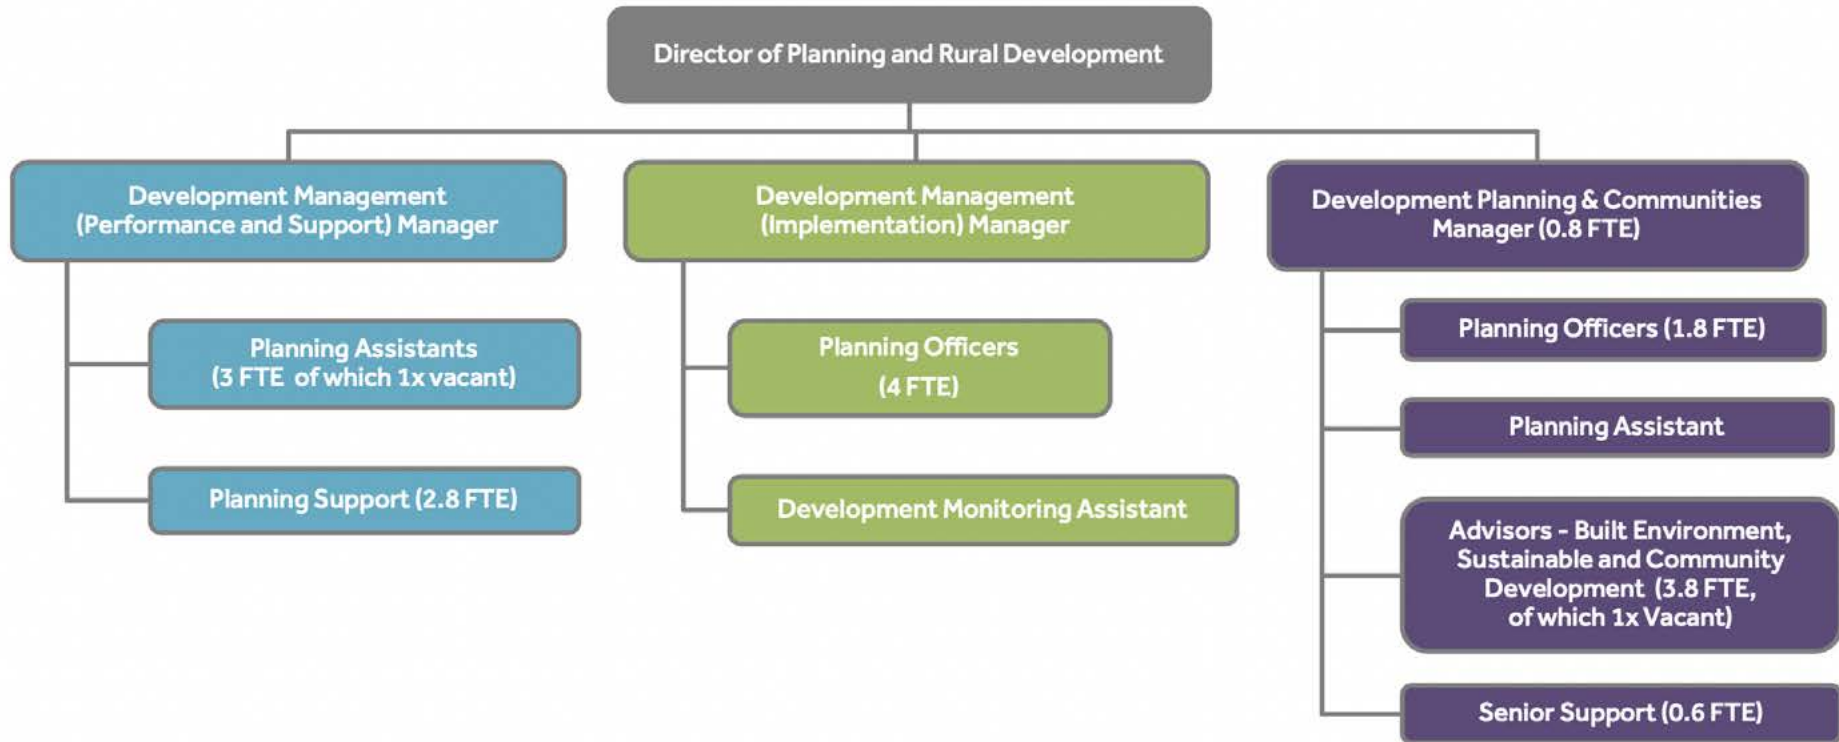 Director of Planning and Rural Development
Development Management
(Performance and Support) Manager
Planning Assistants
(3 FTE of which 1x vacant)
Planning Support (2.8 FTE)
Development Management
(Implementation) Manager
Planning Officers
(4 FTE)
Development Monitoring Assistant
Development Planning & Communities
Manager (0.8 FTE)
Planning Officers (1.8 FTE)
Planning Assistant
Advisors - Built Environment,
Sustainable and Community
Development (3.8 FTE,
of which 1x Vacant)
Senior Support (0.6 FTE)